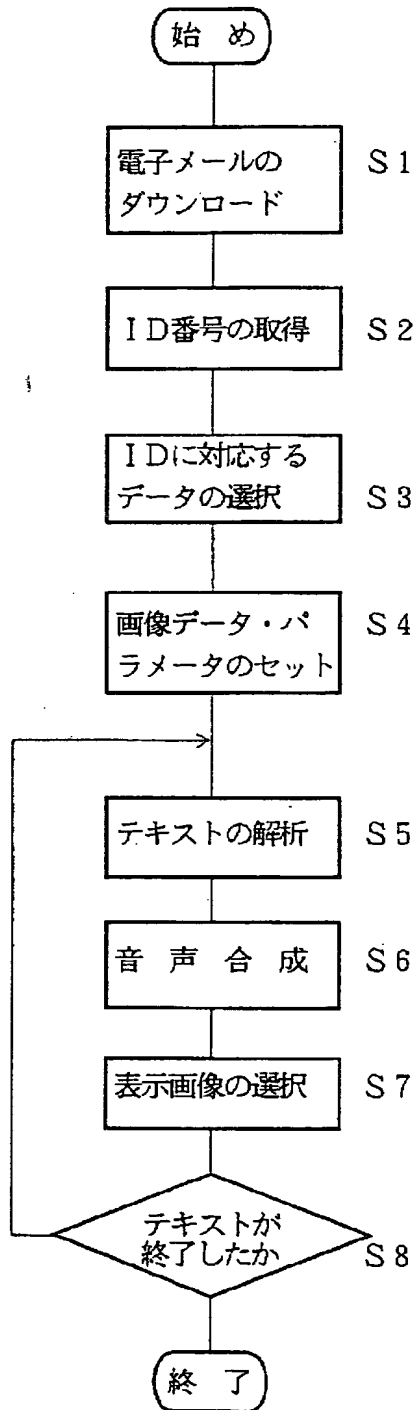 始　め
電子メールの
ダウンロード
Ｓ１
ＩＤ番号の取得
Ｓ２
ＩＤに対応する
データの選択
Ｓ３
画像データ・パ
ラメータのセット
Ｓ４
テキストの解析
Ｓ５
音　声　合　成
Ｓ６
表示画像の選択
Ｓ７
テキストが
終了したか
Ｓ８
終　了